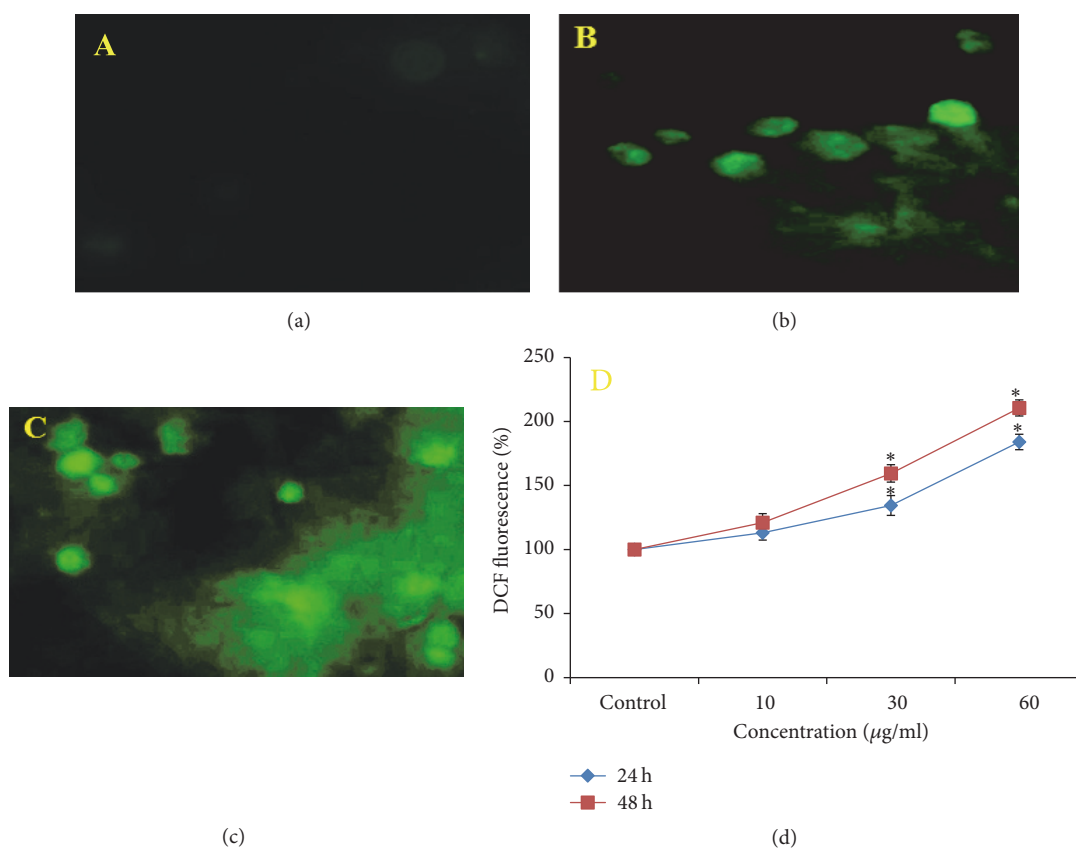 A
B
(a)
(b)
C
(c)
D
250
200
150
100
50
0
DCF fluorescence (%)
*
*
*
*
Control 10 30 60
Concentration (μg/ml)
24 h
48 h
(d)